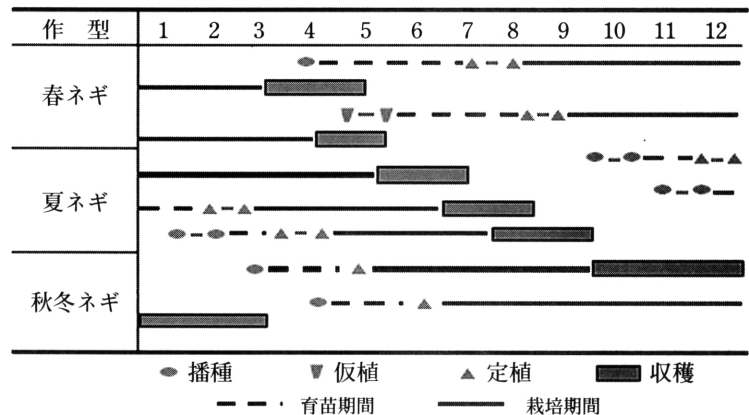 作 型 1 2 3 4 5 6 7 8 9 10 11 12
春ネギ
夏ネギ
秋冬ネギ
播種 仮植 定植 収穫
育苗期間 栽培期間